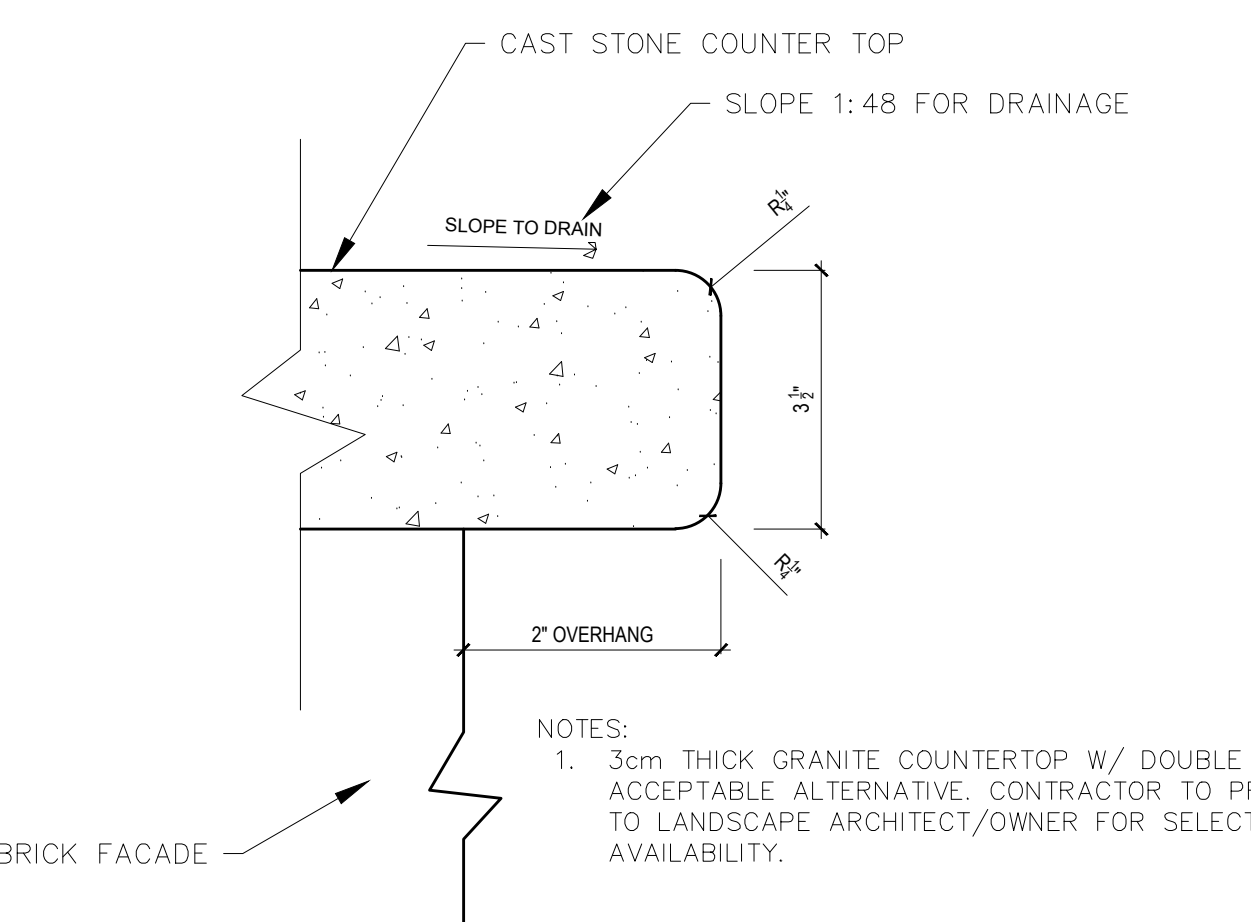 CAST STONE COUNTER TOP
SLOPE 1:48 FOR DRAINAGE
SLOPE TO DRAIN
R1/4"
3 1/2"
R1/4"
2" OVERHANG
NOTES:
1. 3cm THICK GRANITE COUNTERTOP W/ DOUBLE
ACCEPTABLE ALTERNATIVE. CONTRACTOR TO
TO LANDSCAPE ARCHITECT/OWNER FOR
AVAILABILITY.
BRICK FACADE